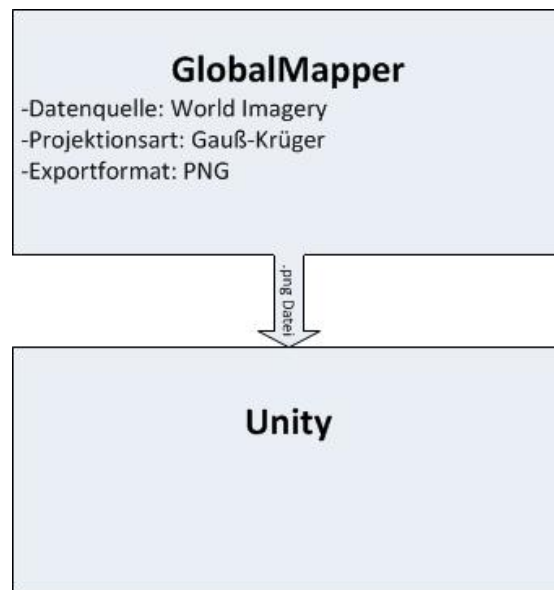 GlobalMapper
-Datenquelle: World Imagery
-Projektionsart: Gauß-Krüger
-Exportformat: PNG
.png Datei
Unity